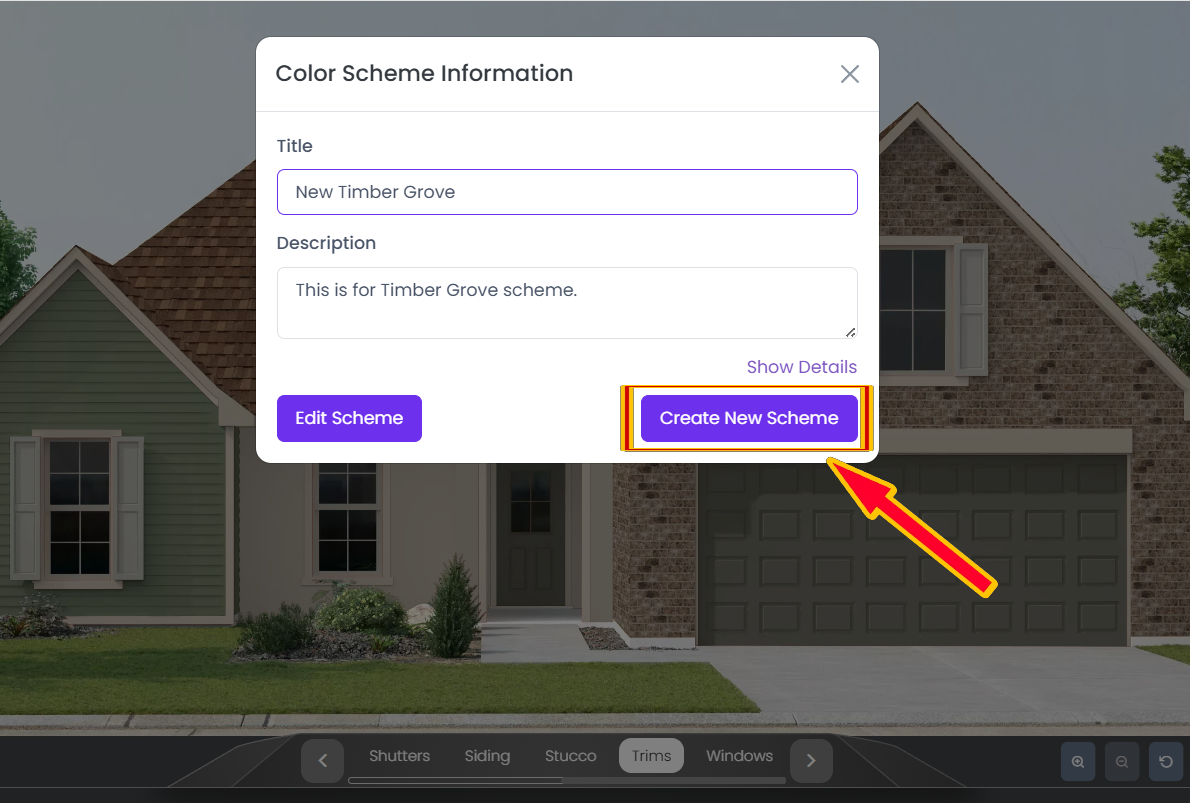 Color Scheme Information
Title
New Timber Grove
Description
This is for Timber Grove scheme.
Show Details
Edit Scheme
Create New Scheme
Shutters
Siding
Stucco
Trims
Windows